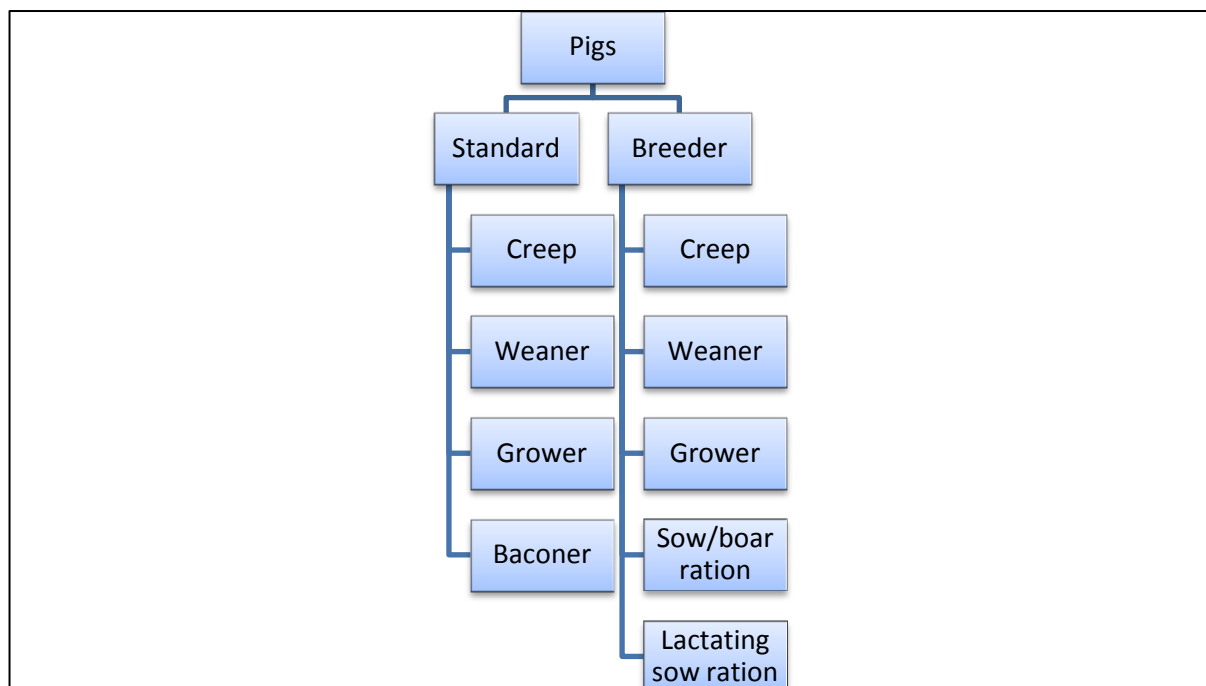 Pigs
Standard
Breeder
Creep
Creep
Weaner
Weaner
Grower
Grower
Baconer
Sow/boar
ration
Lactating
sow ration